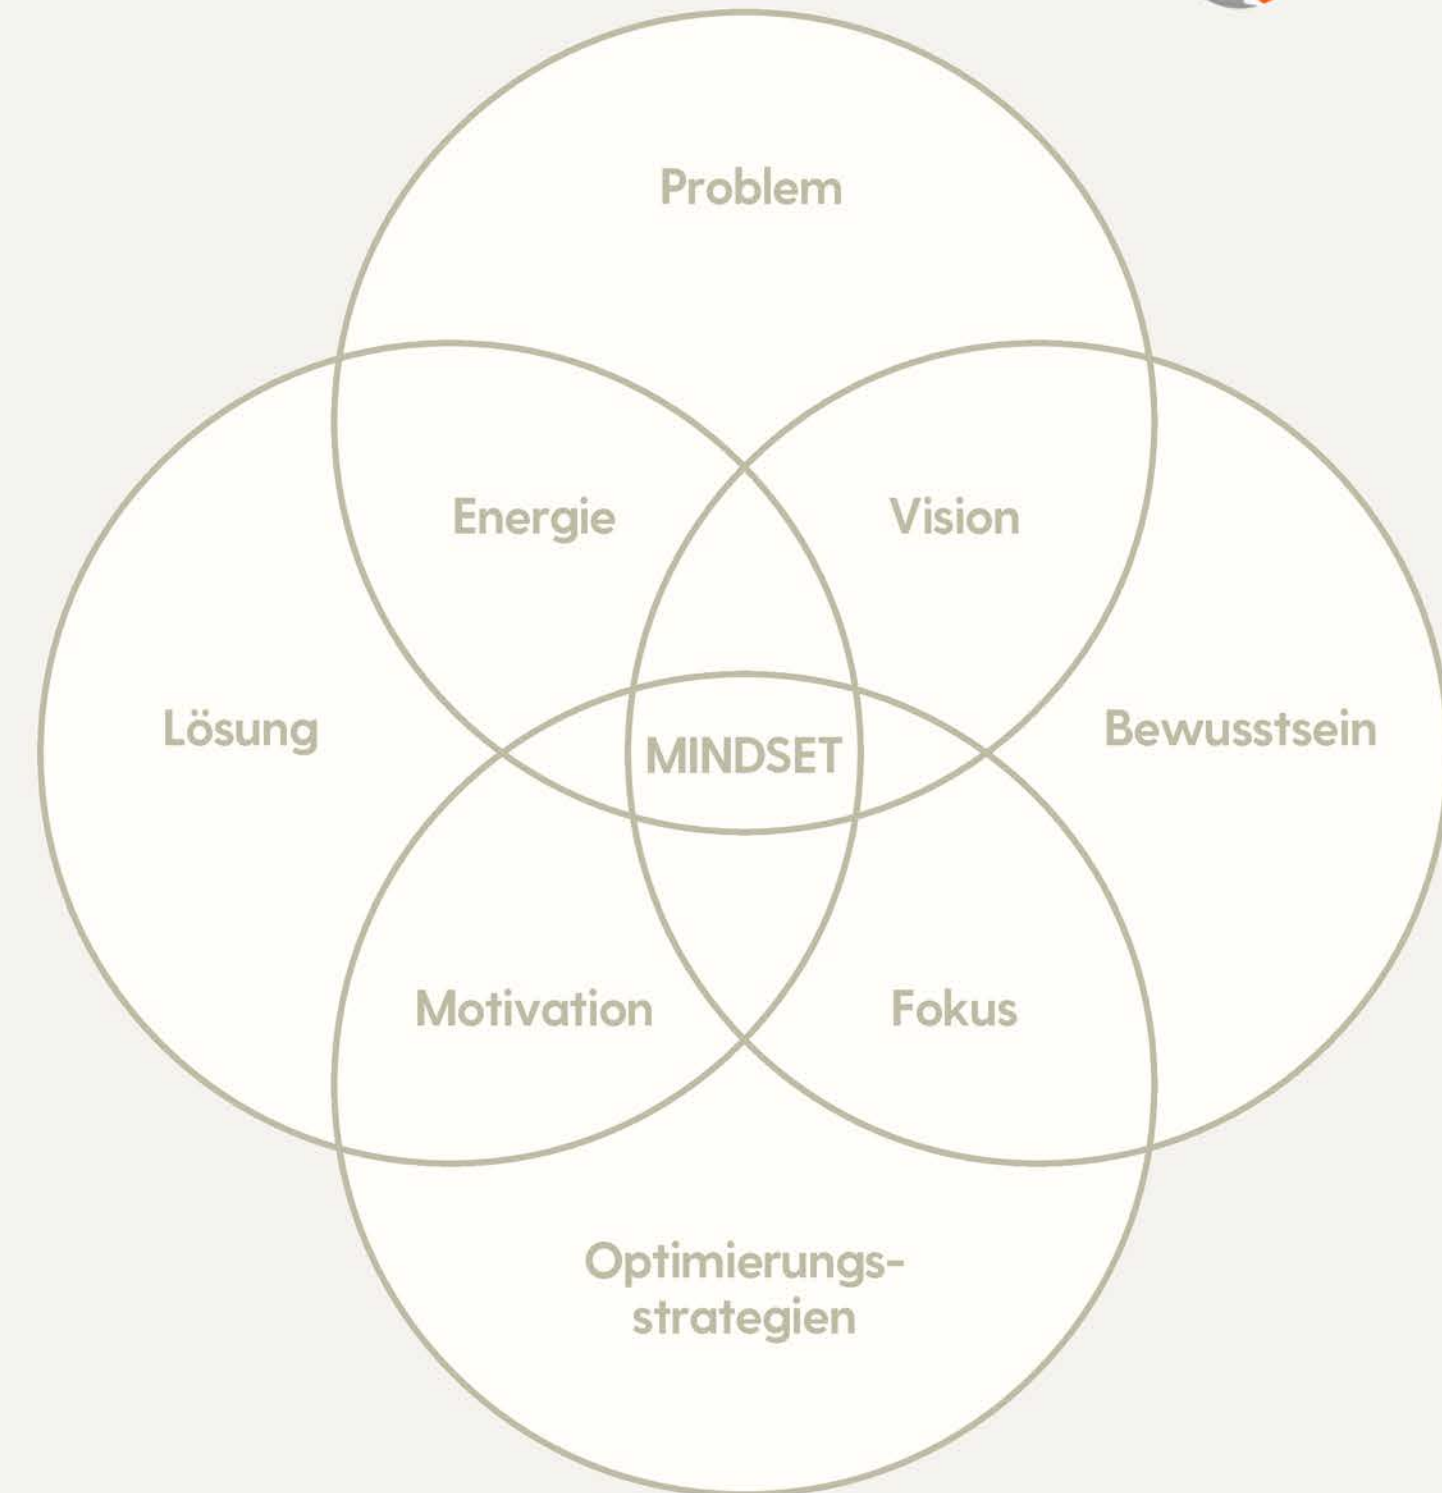 Problem
Energie
Vision
Lösung
MINDSET
Bewusstsein
Motivation
Fokus
Optimierungs-
strategien